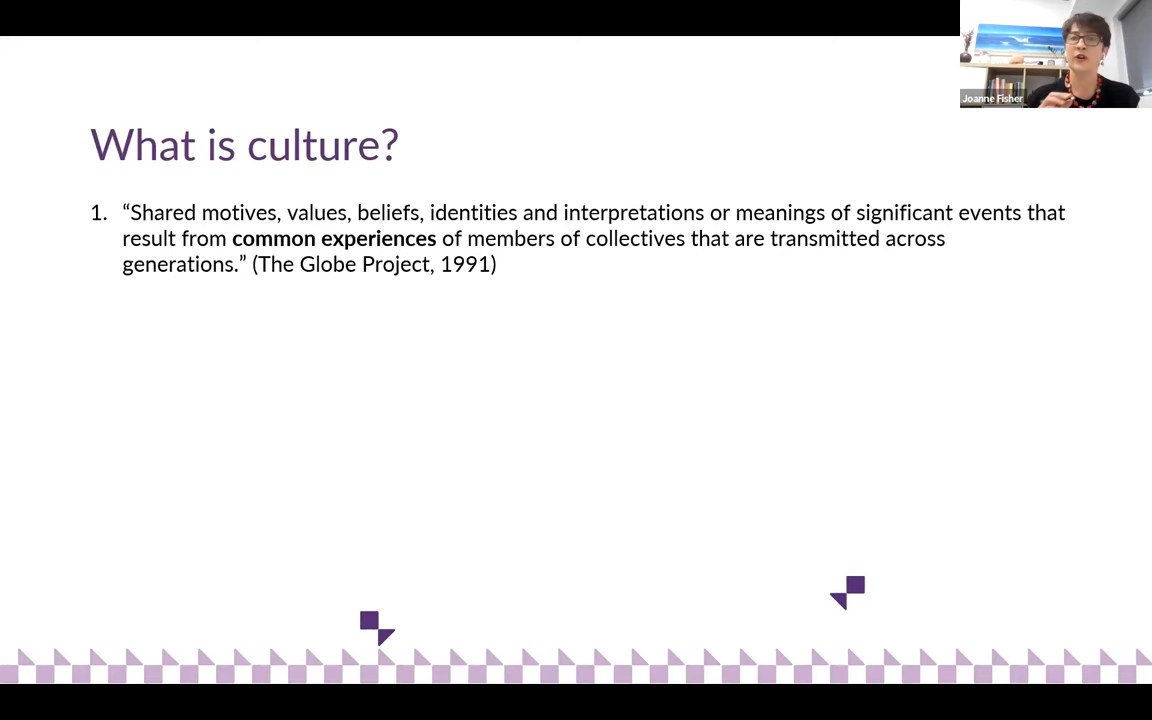 Joanne Fisher
What is culture?
1. “Shared motives, values, beliefs, identities and interpretations or meanings of significant events that
result from common experiences of members of collectives that are transmitted across
generations.” (The Globe Project, 1991)